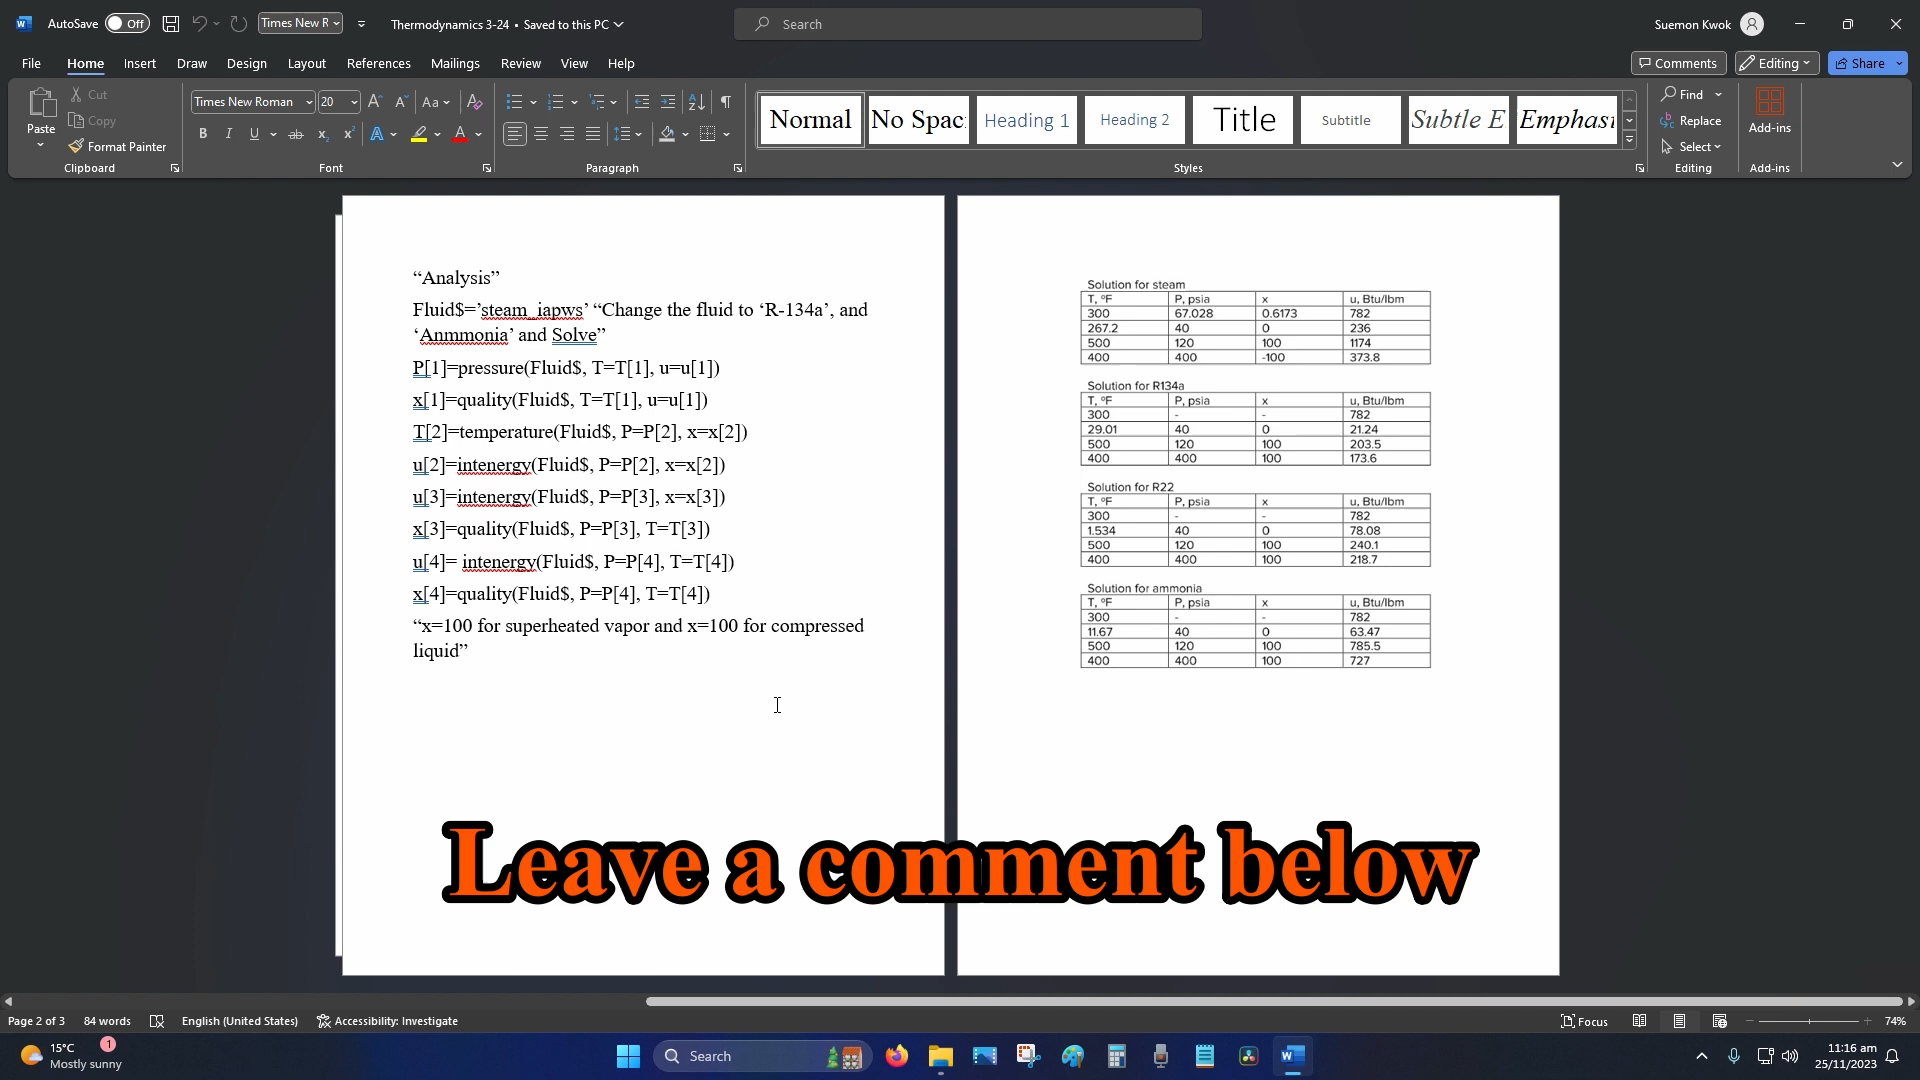 AutoSave Off Times New R Thermodynamics 3-24 • Saved to this PC Search Suemon Kwok
File Home Insert Draw Design Layout References Mailings Review View Help Comments Editing Share
Paste Cut Copy Format Painter Clipboard
Times New Roman 20 Aa Font
Paragraph
Normal No Spac Heading 1 Heading 2 Title Subtitle Subtle E Emphasi Styles
Find Replace Select Editing
Add-ins Add-ins
“Analysis”
Fluid$=’steam_iapws’ “Change the fluid to ‘R-134a’, and
‘Anmmonia’ and Solve”
P[1]=pressure(Fluid$, T=T[1], u=u[1])
x[1]=quality(Fluid$, T=T[1], u=u[1])
T[2]=temperature(Fluid$, P=P[2], x=x[2])
u[2]=intenergy(Fluid$, P=P[2], x=x[2])
u[3]=intenergy(Fluid$, P=P[3], x=x[3])
x[3]=quality(Fluid$, P=P[3], T=T[3])
u[4]= intenergy(Fluid$, P=P[4], T=T[4])
x[4]=quality(Fluid$, P=P[4], T=T[4])
“x=100 for superheated vapor and x=100 for compressed
liquid”
Solution for steam
T, ºF P, psia x u, Btu/lbm
300 67.028 0.6173 782
267.2 40 0 236
500 120 100 1174
400 400 -100 373.8
Solution for R134a
T, ºF P, psia x u, Btu/lbm
300 - - 782
29.01 40 0 21.24
500 120 100 203.5
400 400 100 173.6
Solution for R22
T, ºF P, psia x u, Btu/lbm
300 - - 782
1.534 40 0 78.08
500 120 100 240.1
400 400 100 218.7
Solution for ammonia
T, ºF P, psia x u, Btu/lbm
300 - - 782
11.67 40 0 63.47
500 120 100 785.5
400 400 100 727
Leave a comment below
Page 2 of 3 84 words English (United States) Accessibility: Investigate Focus 74%
15°C 1
Mostly sunny
Search
11:16 am
25/11/2023